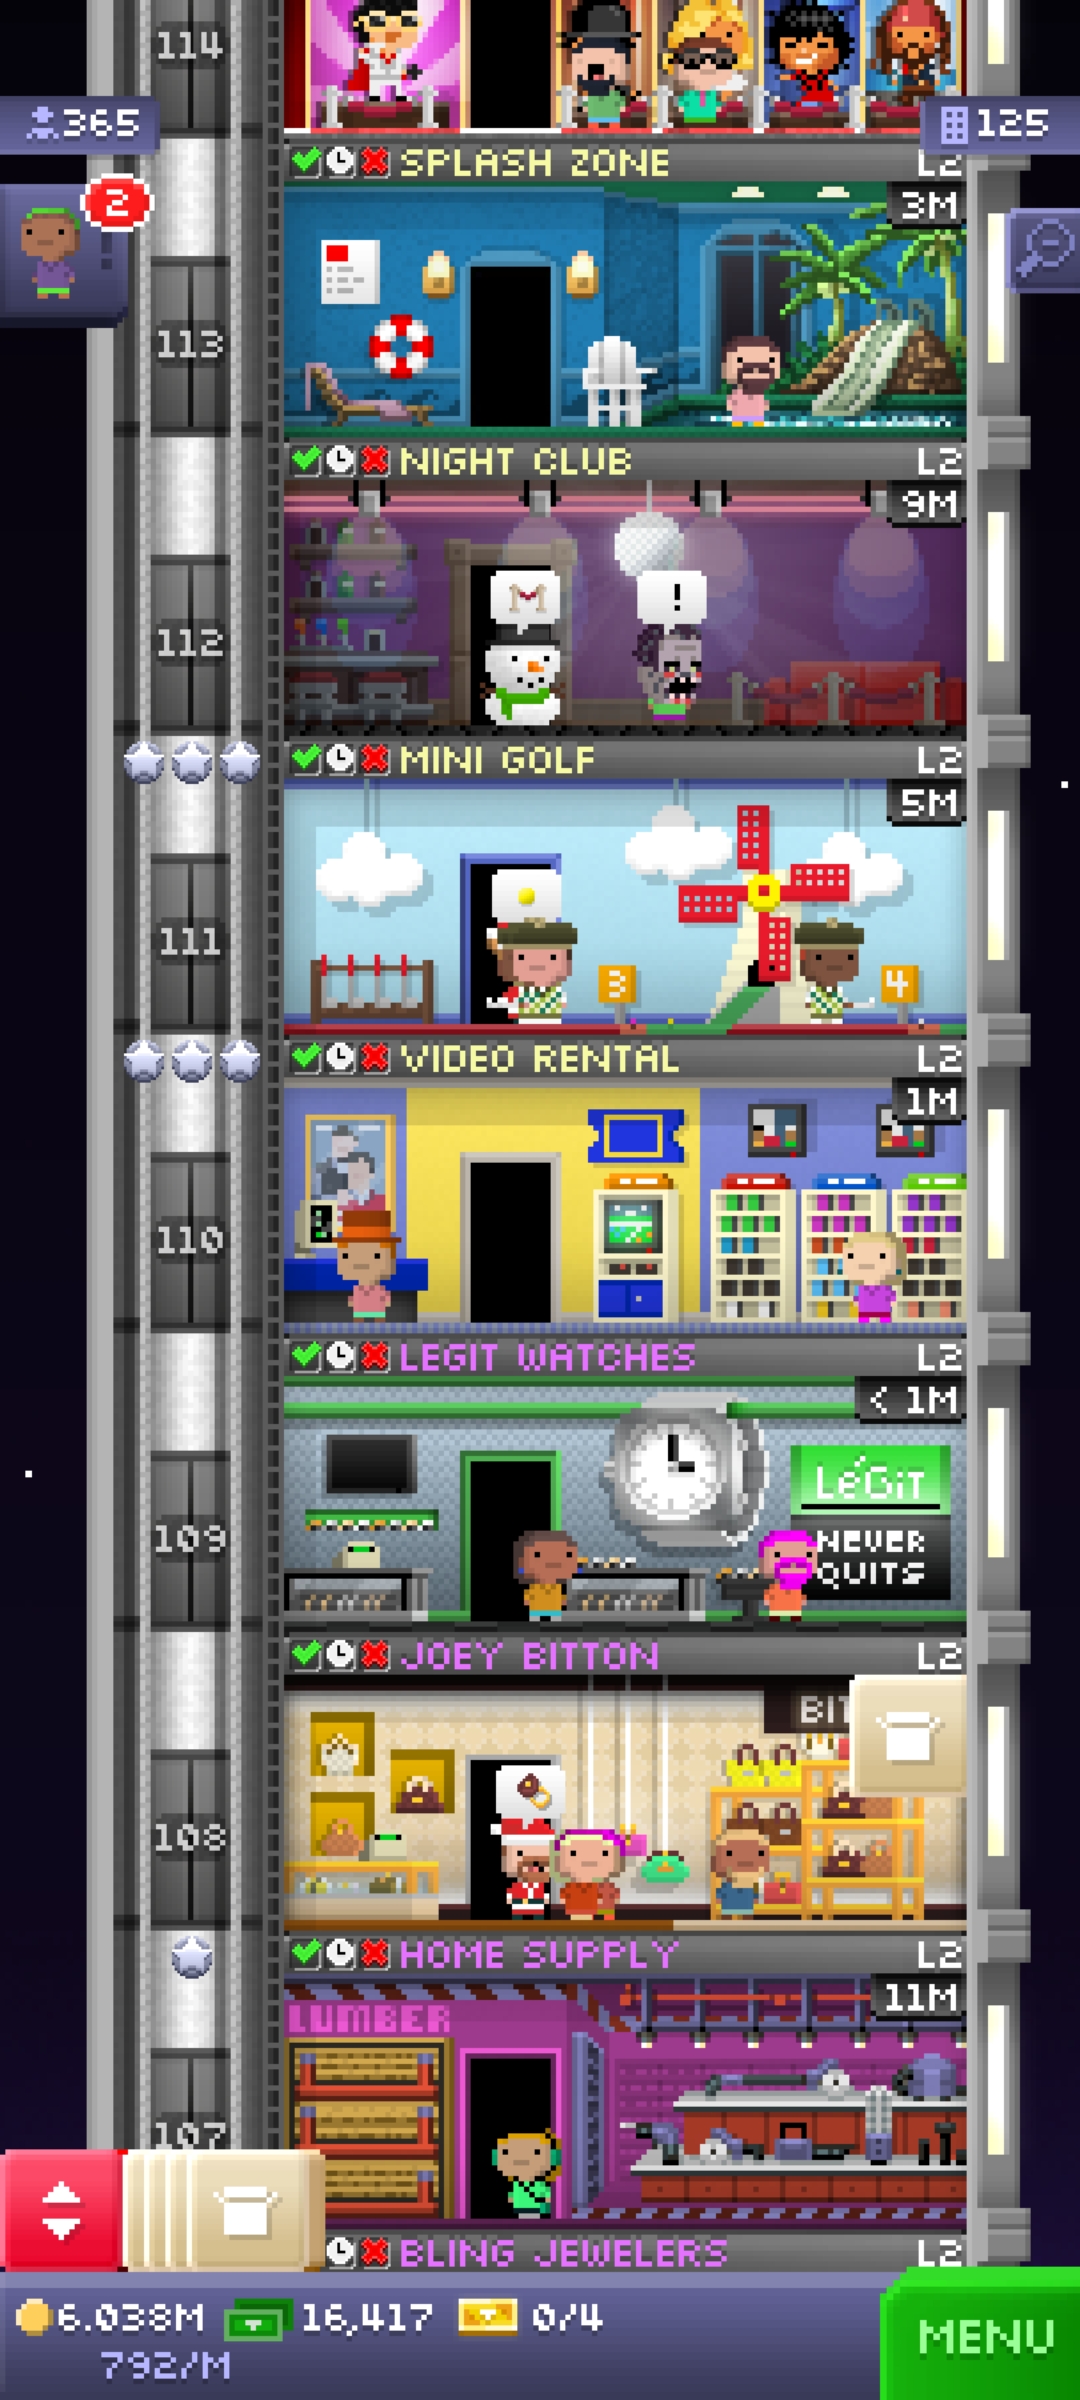 114
365
125
SPLASH ZONE L2
2
3M
113
NIGHT CLUB L2
9M
M
!
112
MINI GOLF L2
5M
111
3
4
VIDEO RENTAL L2
1M
110
LEGIT WATCHES L2
< 1M
LéGiT
NEVER
QUITS
109
JOEY BITTON L2
BIT
108
HOME SUPPLY L2
11M
LUMBER
107
BLING JEWELERS L2
6.038M 16,417 0/4
792/M
MENU